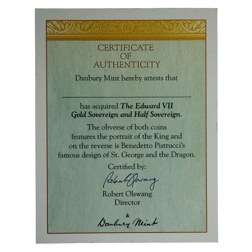 CERTIFICATE
OF
AUTHENTICITY
Danbury Mint hereby attests that
has acquired The Edward VII
Gold Sovereign and Half Sovereign.
The obverse of both coins
features the portrait of the King and
on the reverse is Benedetto Pistrucci's
famous design of St. George and the Dragon.
Certified by:
Robert Olswang
Robert Olswang
Director
Danbury Mint